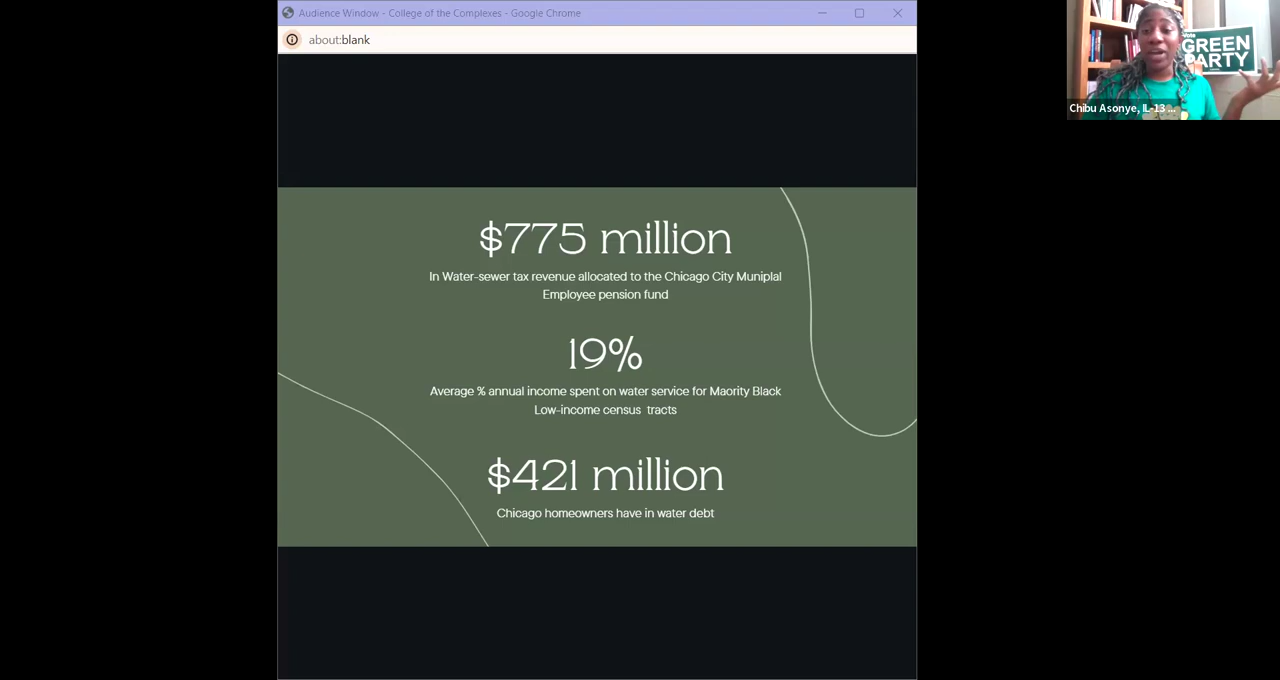 Audience Window - College of the Complexes - Google Chrome
about:blank
$775 million
In Water-sewer tax revenue allocated to the Chicago City Muniplal
Employee pension fund
19%
Average % annual income spent on water service for Maority Black
Low-income census tracts
$421 million
Chicago homeowners have in water debt
Vote
GREEN
PARTY
Chibu Asonye, IL-13 ...